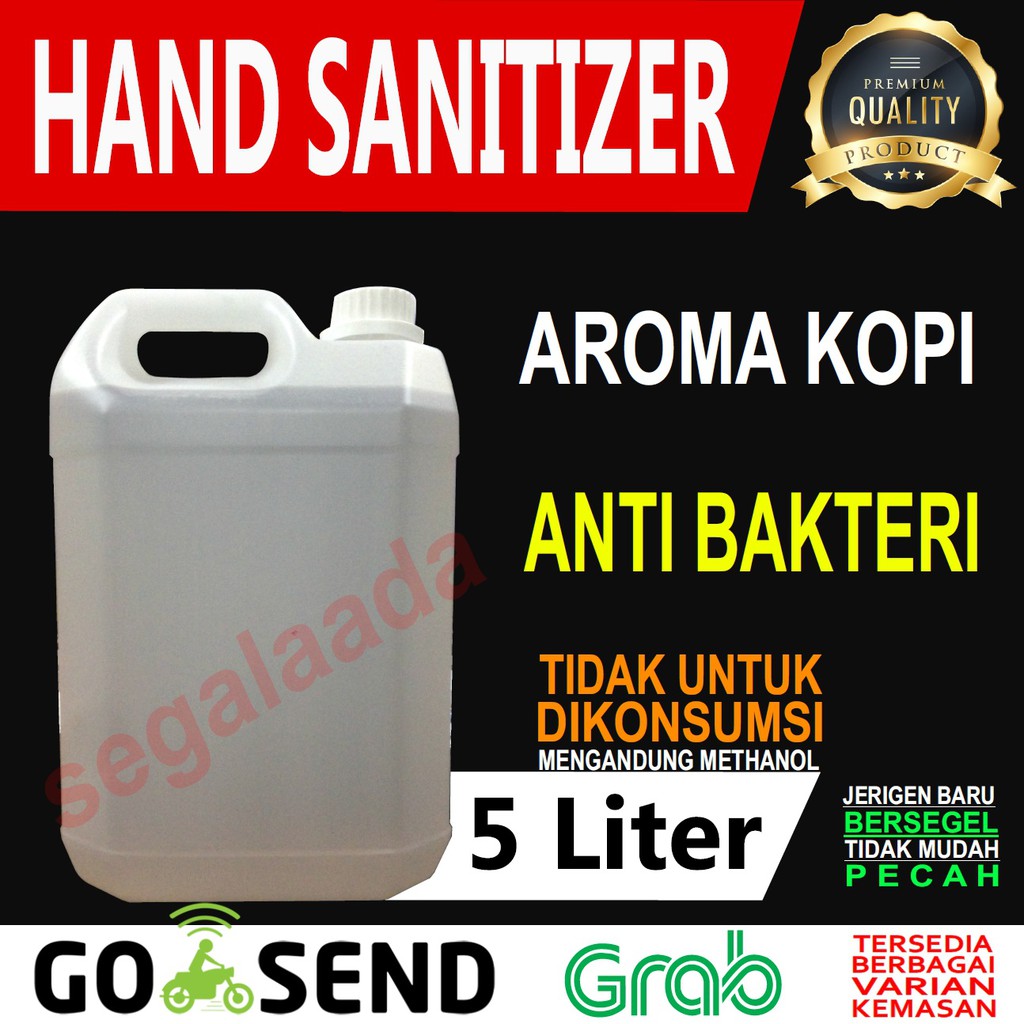 HAND SANITIZER
PREMIUM
QUALITY
PRODUCT
AROMA KOPI
ANTI BAKTERI
segalaada
TIDAK UNTUK
DIKONSUMSI
MENGANDUNG METHANOL
5 Liter
JERIGEN BARU
BERSEGEL
TIDAK MUDAH
PECAH
GO SEND
Grab
TERSEDIA
BERBAGAI
VARIAN
KEMASAN